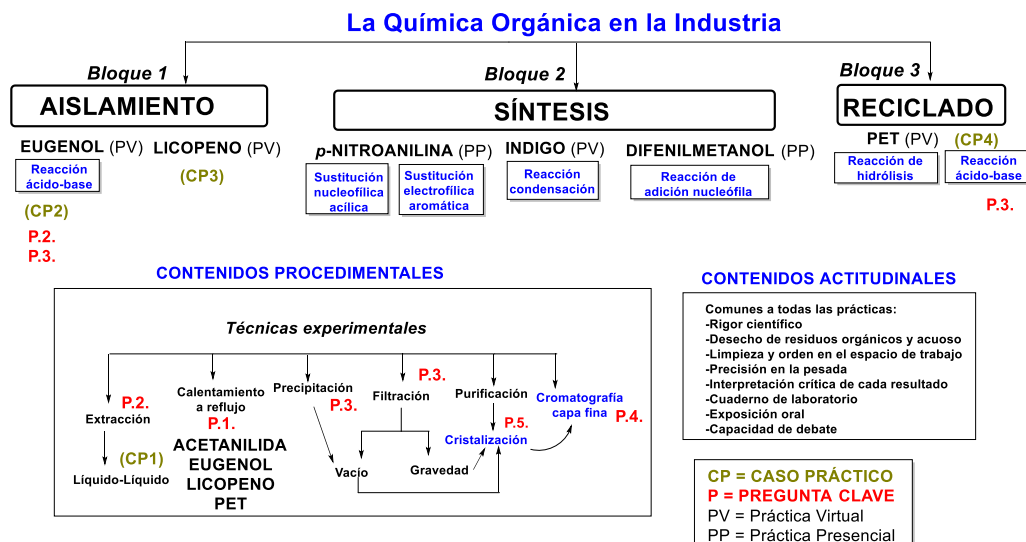 La Química Orgánica en la Industria
Bloque 1
AISLAMIENTO
EUGENOL (PV)
Reacción
ácido-base
(CP2)
P.2.
P.3.
LICOPENO (PV)
(CP3)
Bloque 2
SÍNTESIS
p-NITROANILINA (PP)
Sustitución
nucleofílica
acílica
Sustitución
electrofílica
aromática
INDIGO (PV)
Reacción
condensación
DIFENILMETANOL (PP)
Reacción de
adición nucleófila
Bloque 3
RECICLADO
PET (PV)
(CP4)
Reacción de
hidrólisis
Reacción
ácido-base
P.3.
CONTENIDOS PROCEDIMENTALES
Técnicas experimentales
P.2.
Extracción
(CP1)
Líquido-Líquido
Calentamiento
a reflujo
P.1.
ACETANILIDA
EUGENOL
LICOPENO
PET
Precipitación
P.3.
P.3.
Filtración
Vacío
Gravedad
Purificación
P.5.
Cristalización
Cromatografía
capa fina
P.4.
CONTENIDOS ACTITUDINALES
Comunes a todas las prácticas:
-Rigor científico
-Desecho de residuos orgánicos y acuoso
-Limpieza y orden en el espacio de trabajo
-Precisión en la pesada
-Interpretación crítica de cada resultado
-Cuaderno de laboratorio
-Exposición oral
-Capacidad de debate
CP = CASO PRÁCTICO
P = PREGUNTA CLAVE
PV = Práctica Virtual
PP = Práctica Presencial